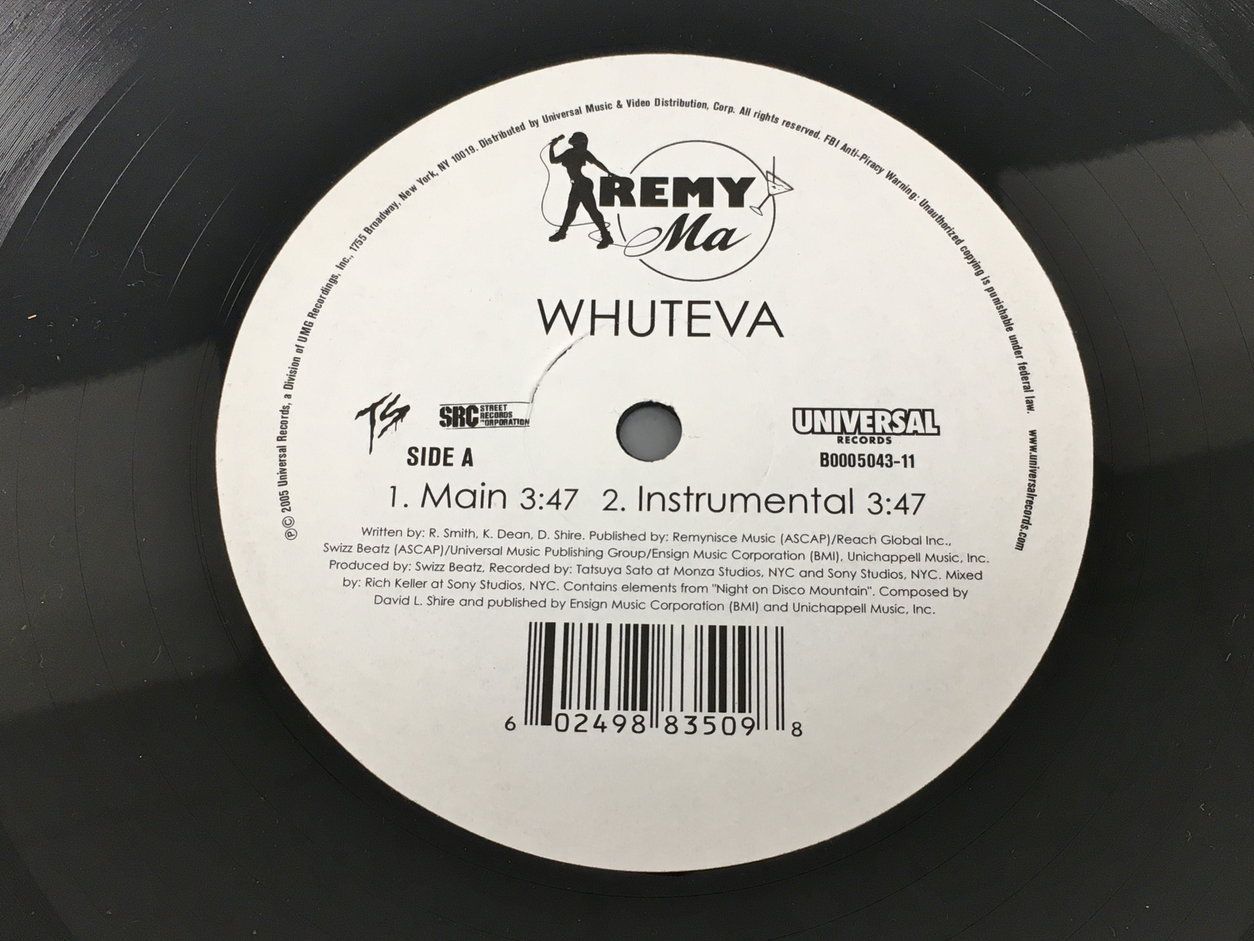 ℗© 2005 Universal Records, a Division of UMG Recordings, Inc., 1755 Broadway, New York, NY 10019. Distributed by Universal Music & Video Distribution, Corp. All rights reserved. FBI Anti-Piracy Warning: Unauthorized copying is punishable under federal law. www.universalrecords.com
REMY
Ma
WHUTEVA
TS
SRC STREET RECORDS CORPORATION
SIDE A
UNIVERSAL
RECORDS
B0005043-11
1. Main 3:47 2. Instrumental 3:47
Written by: R. Smith, K. Dean, D. Shire. Published by: Remynisce Music (ASCAP)/Reach Global Inc.,
Swizz Beatz (ASCAP)/Universal Music Publishing Group/Ensign Music Corporation (BMI), Unichappell Music, Inc.
Produced by: Swizz Beatz, Recorded by: Tatsuya Sato at Monza Studios, NYC and Sony Studios, NYC. Mixed
by: Rich Keller at Sony Studios, NYC. Contains elements from "Night on Disco Mountain". Composed by
David L. Shire and published by Ensign Music Corporation (BMI) and Unichappell Music, Inc.
6 02498 83509 8